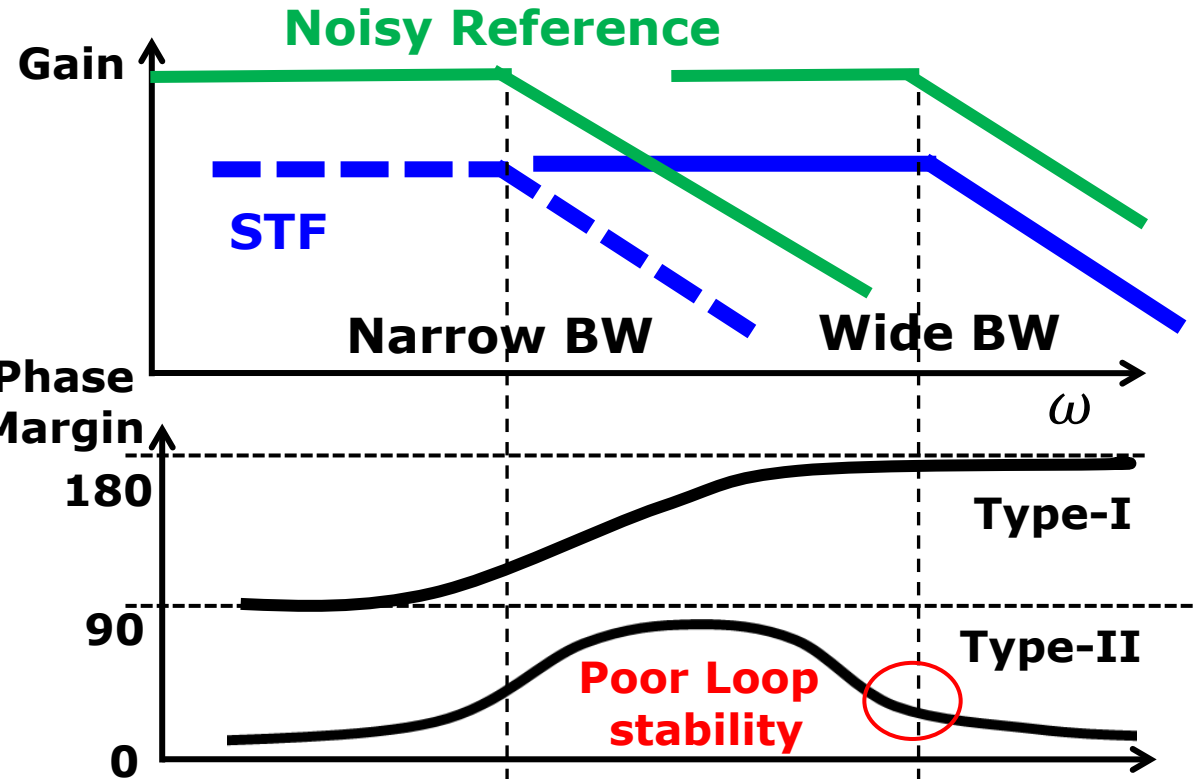 Noisy Reference
Gain
STF
Narrow BW
Wide BW
ω
Phase
Margin
180
Type-I
90
Type-II
Poor Loop
stability
0